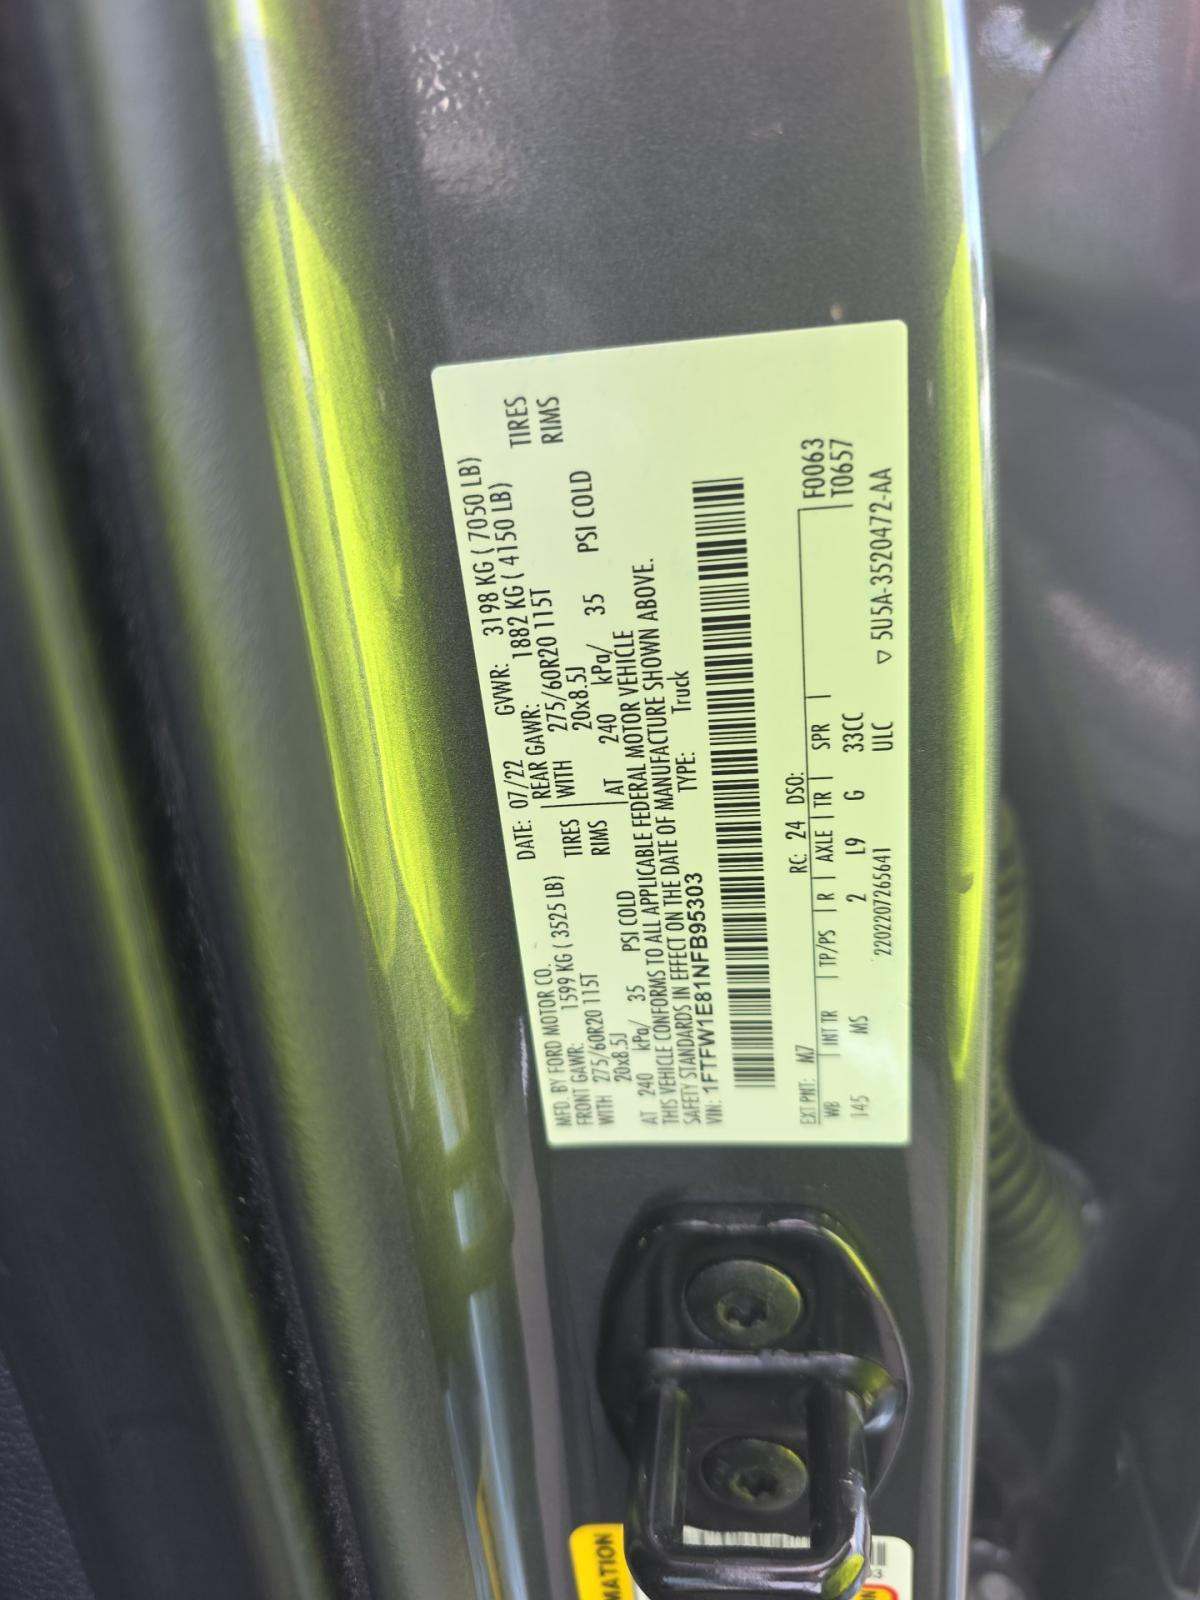 MFD. BY FORD MOTOR CO. DATE: 07/22 GVWR: 3198 KG ( 7050 LB)
FRONT GAWR: 1599 KG ( 3525 LB) REAR GAWR: 1882 KG ( 4150 LB)
WITH 275/60R20 115T TIRES WITH 275/60R20 115T TIRES
20x8.5J RIMS 20x8.5J RIMS
AT 240 kPa/ 35 PSI COLD AT 240 kPa/ 35 PSI COLD
THIS VEHICLE CONFORMS TO ALL APPLICABLE FEDERAL MOTOR VEHICLE
SAFETY STANDARDS IN EFFECT ON THE DATE OF MANUFACTURE SHOWN ABOVE.
VIN: 1FTFW1E81NFB95303 TYPE: Truck
EXT PNT: M7 RC: 24 DSO: F0063
WB INT TR TP/PS R AXLE TR SPR T0657
145 MS 2 L9 G 33CC
220220726564I ULC ▽ 5U5A-3520472-AA
MATION